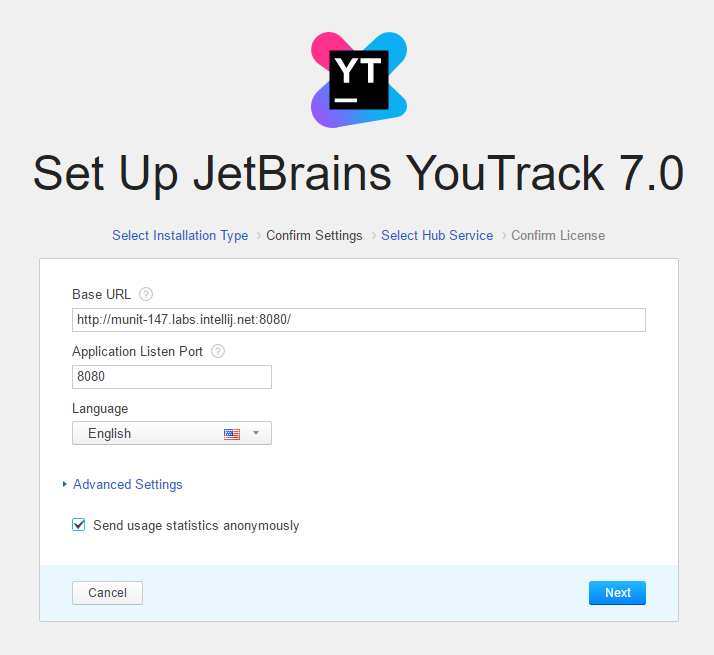 YT
Set Up JetBrains YouTrack 7.0
Select Installation Type › Confirm Settings › Select Hub Service › Confirm License
Base URL ?
http://munit-147.labs.intellij.net:8080/
Application Listen Port ?
8080
Language
English
Advanced Settings
Send usage statistics anonymously
Cancel Next